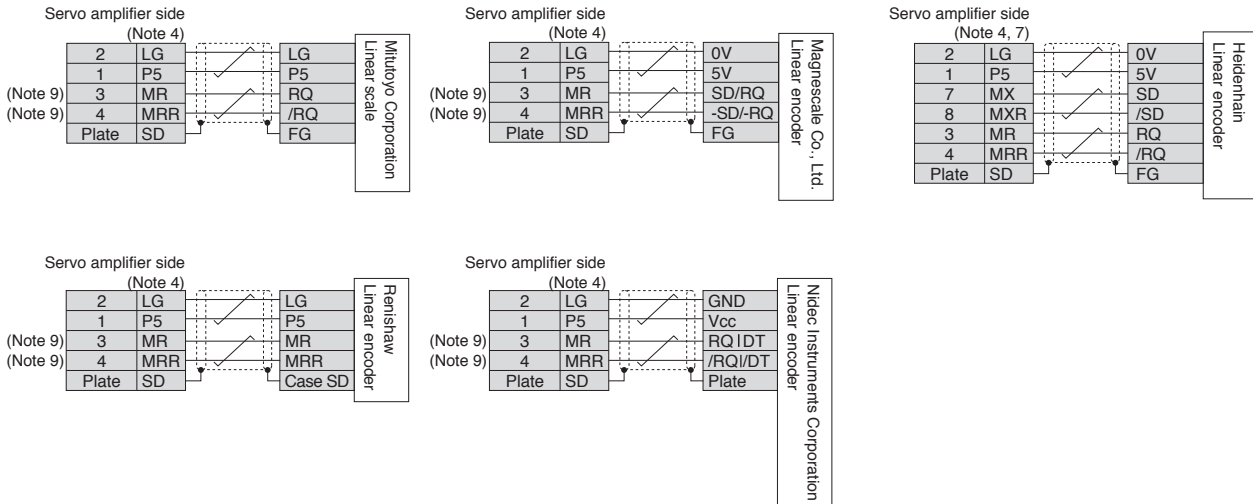 Servo amplifier side
(Note 4)
2 LG LG
1 P5 P5
(Note 9) 3 MR RQ
(Note 9) 4 MRR /RQ
Plate SD FG
Mitutoyo Corporation
Linear scale
Servo amplifier side
(Note 4)
2 LG 0V
1 P5 5V
(Note 9) 3 MR SD/RQ
(Note 9) 4 MRR -SD/-RQ
Plate SD FG
Magnescale Co., Ltd.
Linear encoder
Servo amplifier side
(Note 4, 7)
2 LG 0V
1 P5 5V
7 MX SD
8 MXR /SD
3 MR RQ
4 MRR /RQ
Plate SD FG
Heidenhain
Linear encoder
Servo amplifier side
(Note 4)
2 LG LG
1 P5 P5
(Note 9) 3 MR MR
(Note 9) 4 MRR MRR
Plate SD Case SD
Renishaw
Linear encoder
Servo amplifier side
(Note 4)
2 LG GND
1 P5 Vcc
(Note 9) 3 MR RQ|DT
(Note 9) 4 MRR /RQ|/DT
Plate SD Plate
Nidec Instruments Corporation
Linear encoder